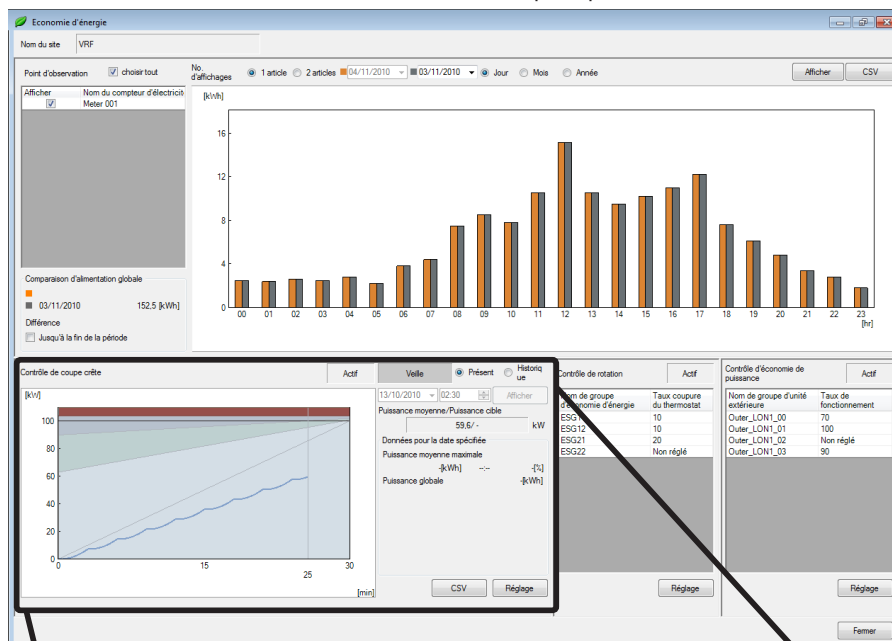 Economie d'énergie
Nom du site VRF
Point d'observation choisir tout No. d'affichages 1 article 2 articles 04/11/2010 03/11/2010 Jour Mois Année Afficher CSV
Afficher Nom du compteur d'électricit
Meter 001
[kWh]
16
12
8
4
0
00 01 02 03 04 05 06 07 08 09 10 11 12 13 14 15 16 17 18 19 20 21 22 23
[hr]
Comparaison d'alimentation globale
03/11/2010 152,5 [kWh]
Différence
Jusqu'à la fin de la période
Contrôle de coupe crête Actif Veille Présent Historiq ue
[kW]
100
80
60
40
20
0
0 15 30
25
[min]
13/10/2010 02:30 Afficher
Puissance moyenne/Puissance cible
59.6/ - kW
Données pour la date spécifiée
Puissance moyenne maximale
-[kWh] --:-- -[%]
Puissance globale -[kWh]
CSV Réglage
Contrôle de rotation Actif
Nom de groupe d'économie d'énergie Taux coupure du thermostat
10
ESG12 10
ESG21 20
ESG22 Non réglé
Réglage
Contrôle d'économie de puissance Actif
Nom de groupe d'unité extérieure Taux de fonctionnement
Outer_LON1_00 70
Outer_LON1_01 100
Outer_LON1_02 Non réglé
Outer_LON1_03 90
Réglage
Fermer